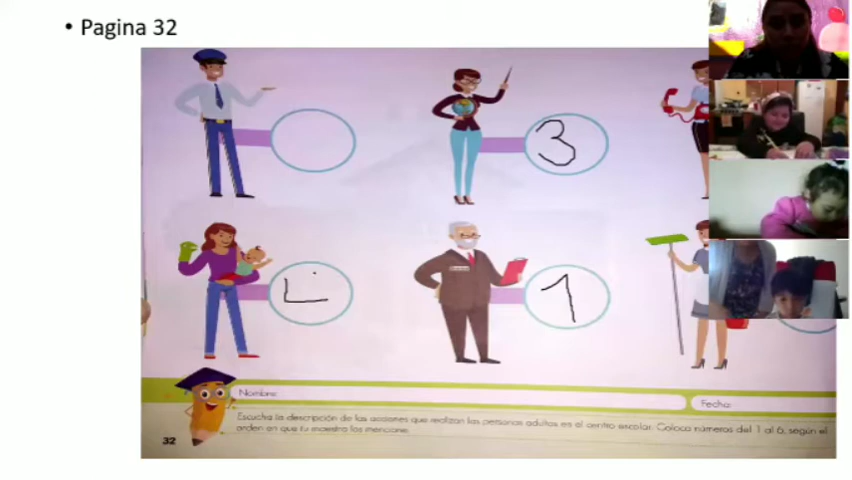 • Pagina 32
3
1
Nombre:
Fecha:
Escucha la descripción de las acciones que realizan las personas adultas en el centro escolar. Coloca números del 1 al 6, según el
orden en que tu maestra las mencione.
32